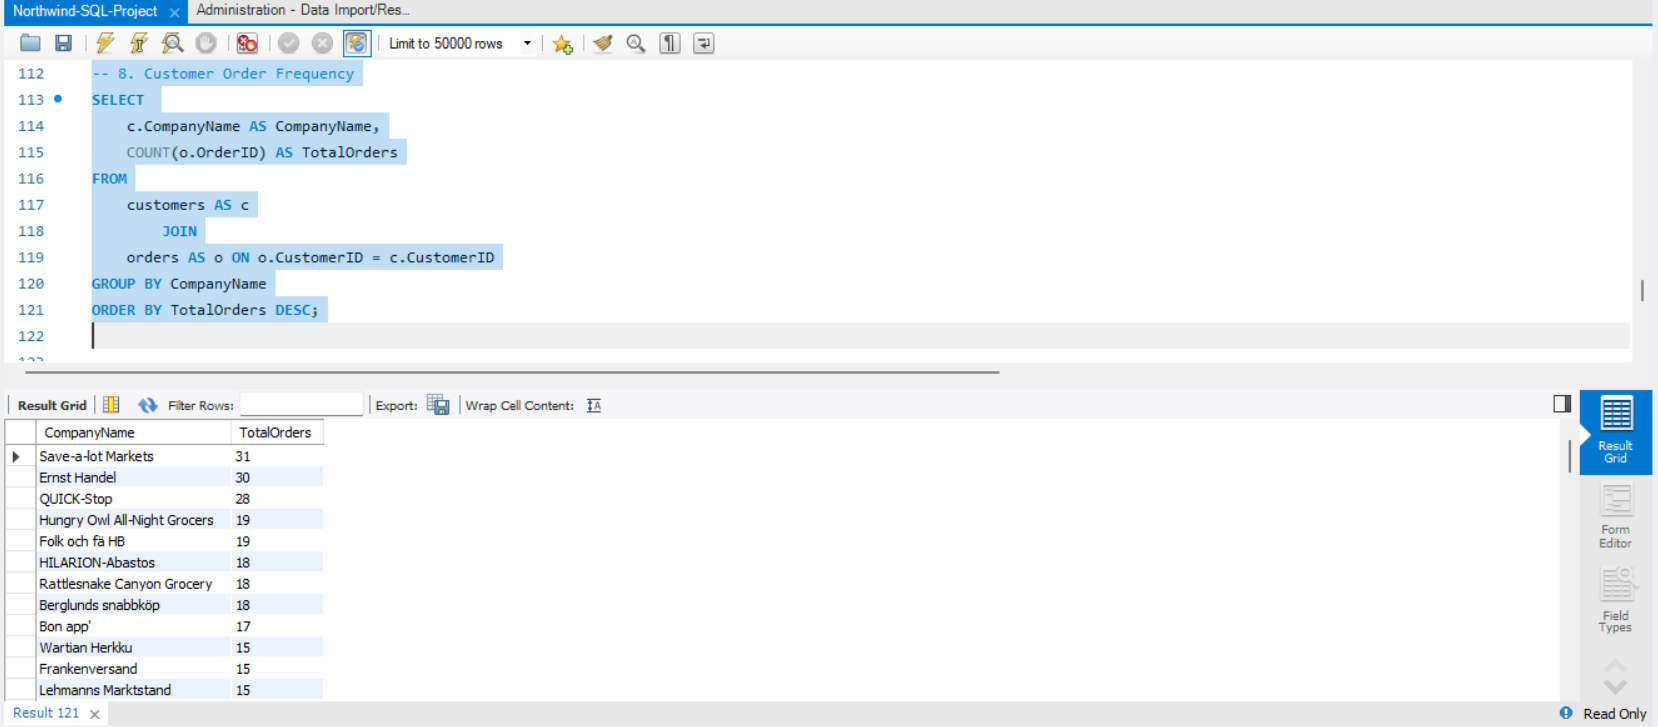 Northwind-SQL-Project × Administration - Data Import/Res...
Limit to 50000 rows
112 -- 8. Customer Order Frequency
113 SELECT
114 c.CompanyName AS CompanyName,
115 COUNT(o.OrderID) AS TotalOrders
116 FROM
117 customers AS c
118 JOIN
119 orders AS o ON o.CustomerID = c.CustomerID
120 GROUP BY CompanyName
121 ORDER BY TotalOrders DESC;
122
Result Grid Filter Rows: Export: Wrap Cell Content: IA
CompanyName TotalOrders
Save-a-lot Markets 31
Ernst Handel 30
QUICK-Stop 28
Hungry Owl All-Night Grocers 19
Folk och fä HB 19
HILARION-Abastos 18
Rattlesnake Canyon Grocery 18
Berglunds snabbköp 18
Bon app' 17
Wartian Herkku 15
Frankenversand 15
Lehmanns Marktstand 15
Result
Grid
Form
Editor
Field
Types
Result 121 × Read Only